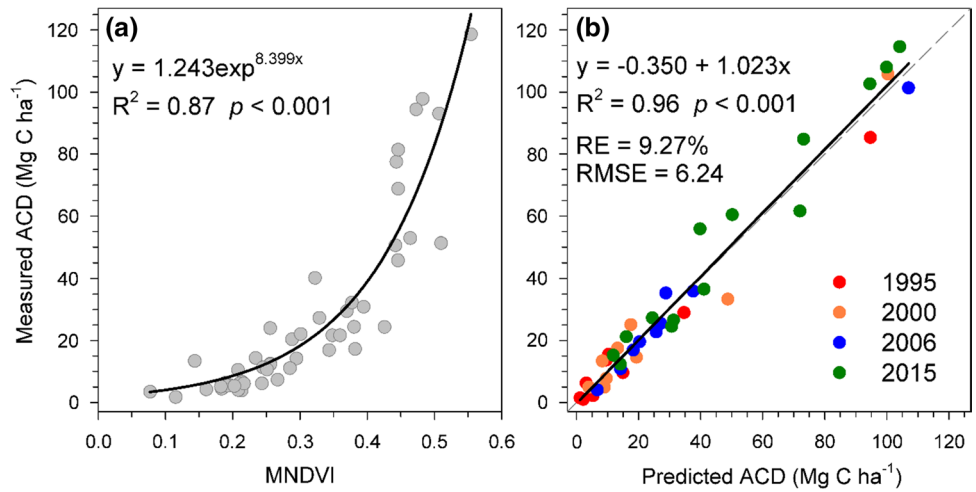 (a)
y = 1.243exp^8.399x
R² = 0.87 p < 0.001
Measured ACD (Mg C ha⁻¹)
120
100
80
60
40
20
0
0.0 0.1 0.2 0.3 0.4 0.5 0.6
MNDVI
(b)
y = -0.350 + 1.023x
R² = 0.96 p < 0.001
RE = 9.27%
RMSE = 6.24
1995
2000
2006
2015
120
100
80
60
40
20
0
0 20 40 60 80 100 120
Predicted ACD (Mg C ha⁻¹)